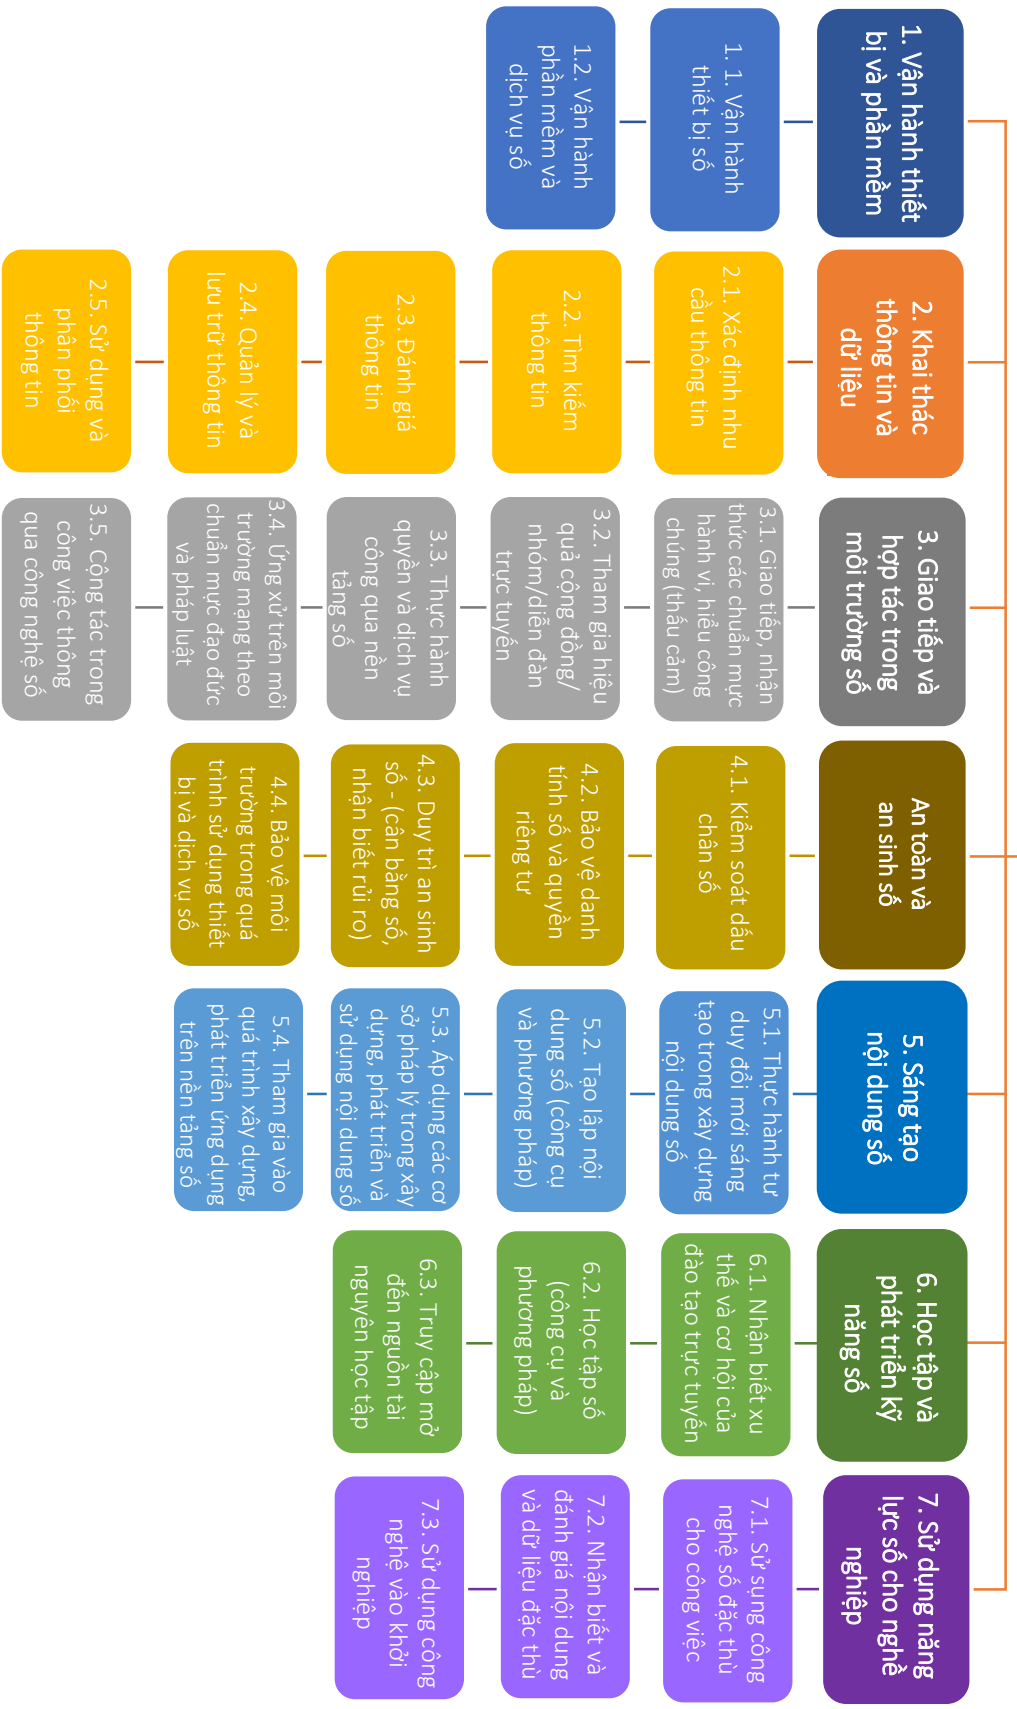 1. Vận hành thiết
bị và phần mềm
1. 1. Vận hành
thiết bị số
1.2. Vận hành
phần mềm và
dịch vụ số
2. Khai thác
thông tin và
dữ liệu
2.1. Xác định nhu
cầu thông tin
2.2. Tìm kiếm
thông tin
2.3. Đánh giá
thông tin
2.4. Quản lý và
lưu trữ thông tin
2.5. Sử dụng và
phân phối
thông tin
3. Giao tiếp và
hợp tác trong
môi trường số
3.1. Giao tiếp, nhận
thức các chuẩn mực
hành vi, hiểu công
chúng (thấu cảm)
3.2. Tham gia hiệu
quả cộng đồng/
nhóm/diễn đàn
trực tuyến
3.3. Thực hành
quyền và dịch vụ
công qua nền
tảng số
3.4. Ứng xử trên môi
trường mạng theo
chuẩn mực đạo đức
và pháp luật
3.5. Cộng tác trong
công việc thông
qua công nghệ số
An toàn và
an sinh số
4.1. Kiểm soát dấu
chân số
4.2. Bảo vệ danh
tính số và quyền
riêng tư
4.3. Duy trì an sinh
số - (cân bằng số,
nhận biết rủi ro)
4.4. Bảo vệ môi
trường trong quá
trình sử dụng thiết
bị và dịch vụ số
5. Sáng tạo
nội dung số
5.1. Thực hành tư
duy đổi mới sáng
tạo trong xây dựng
nội dung số
5.2. Tạo lập nội
dung số (công cụ
và phương pháp)
5.3. Áp dụng các cơ
sở pháp lý trong xây
dựng, phát triển và
sử dụng nội dung số
5.4. Tham gia vào
quá trình xây dựng,
phát triển ứng dụng
trên nền tảng số
6. Học tập và
phát triển kỹ
năng số
6.1. Nhận biết xu
thế và cơ hội của
đào tạo trực tuyến
6.2. Học tập số
(công cụ và
phương pháp)
6.3. Truy cập mở
đến nguồn tài
nguyên học tập
7. Sử dụng năng
lực số cho nghề
nghiệp
7.1. Sử sụng công
nghệ số đặc thù
cho công việc
7.2. Nhận biết và
đánh giá nội dung
và dữ liệu đặc thù
7.3. Sử dụng công
nghệ vào khởi
nghiệp